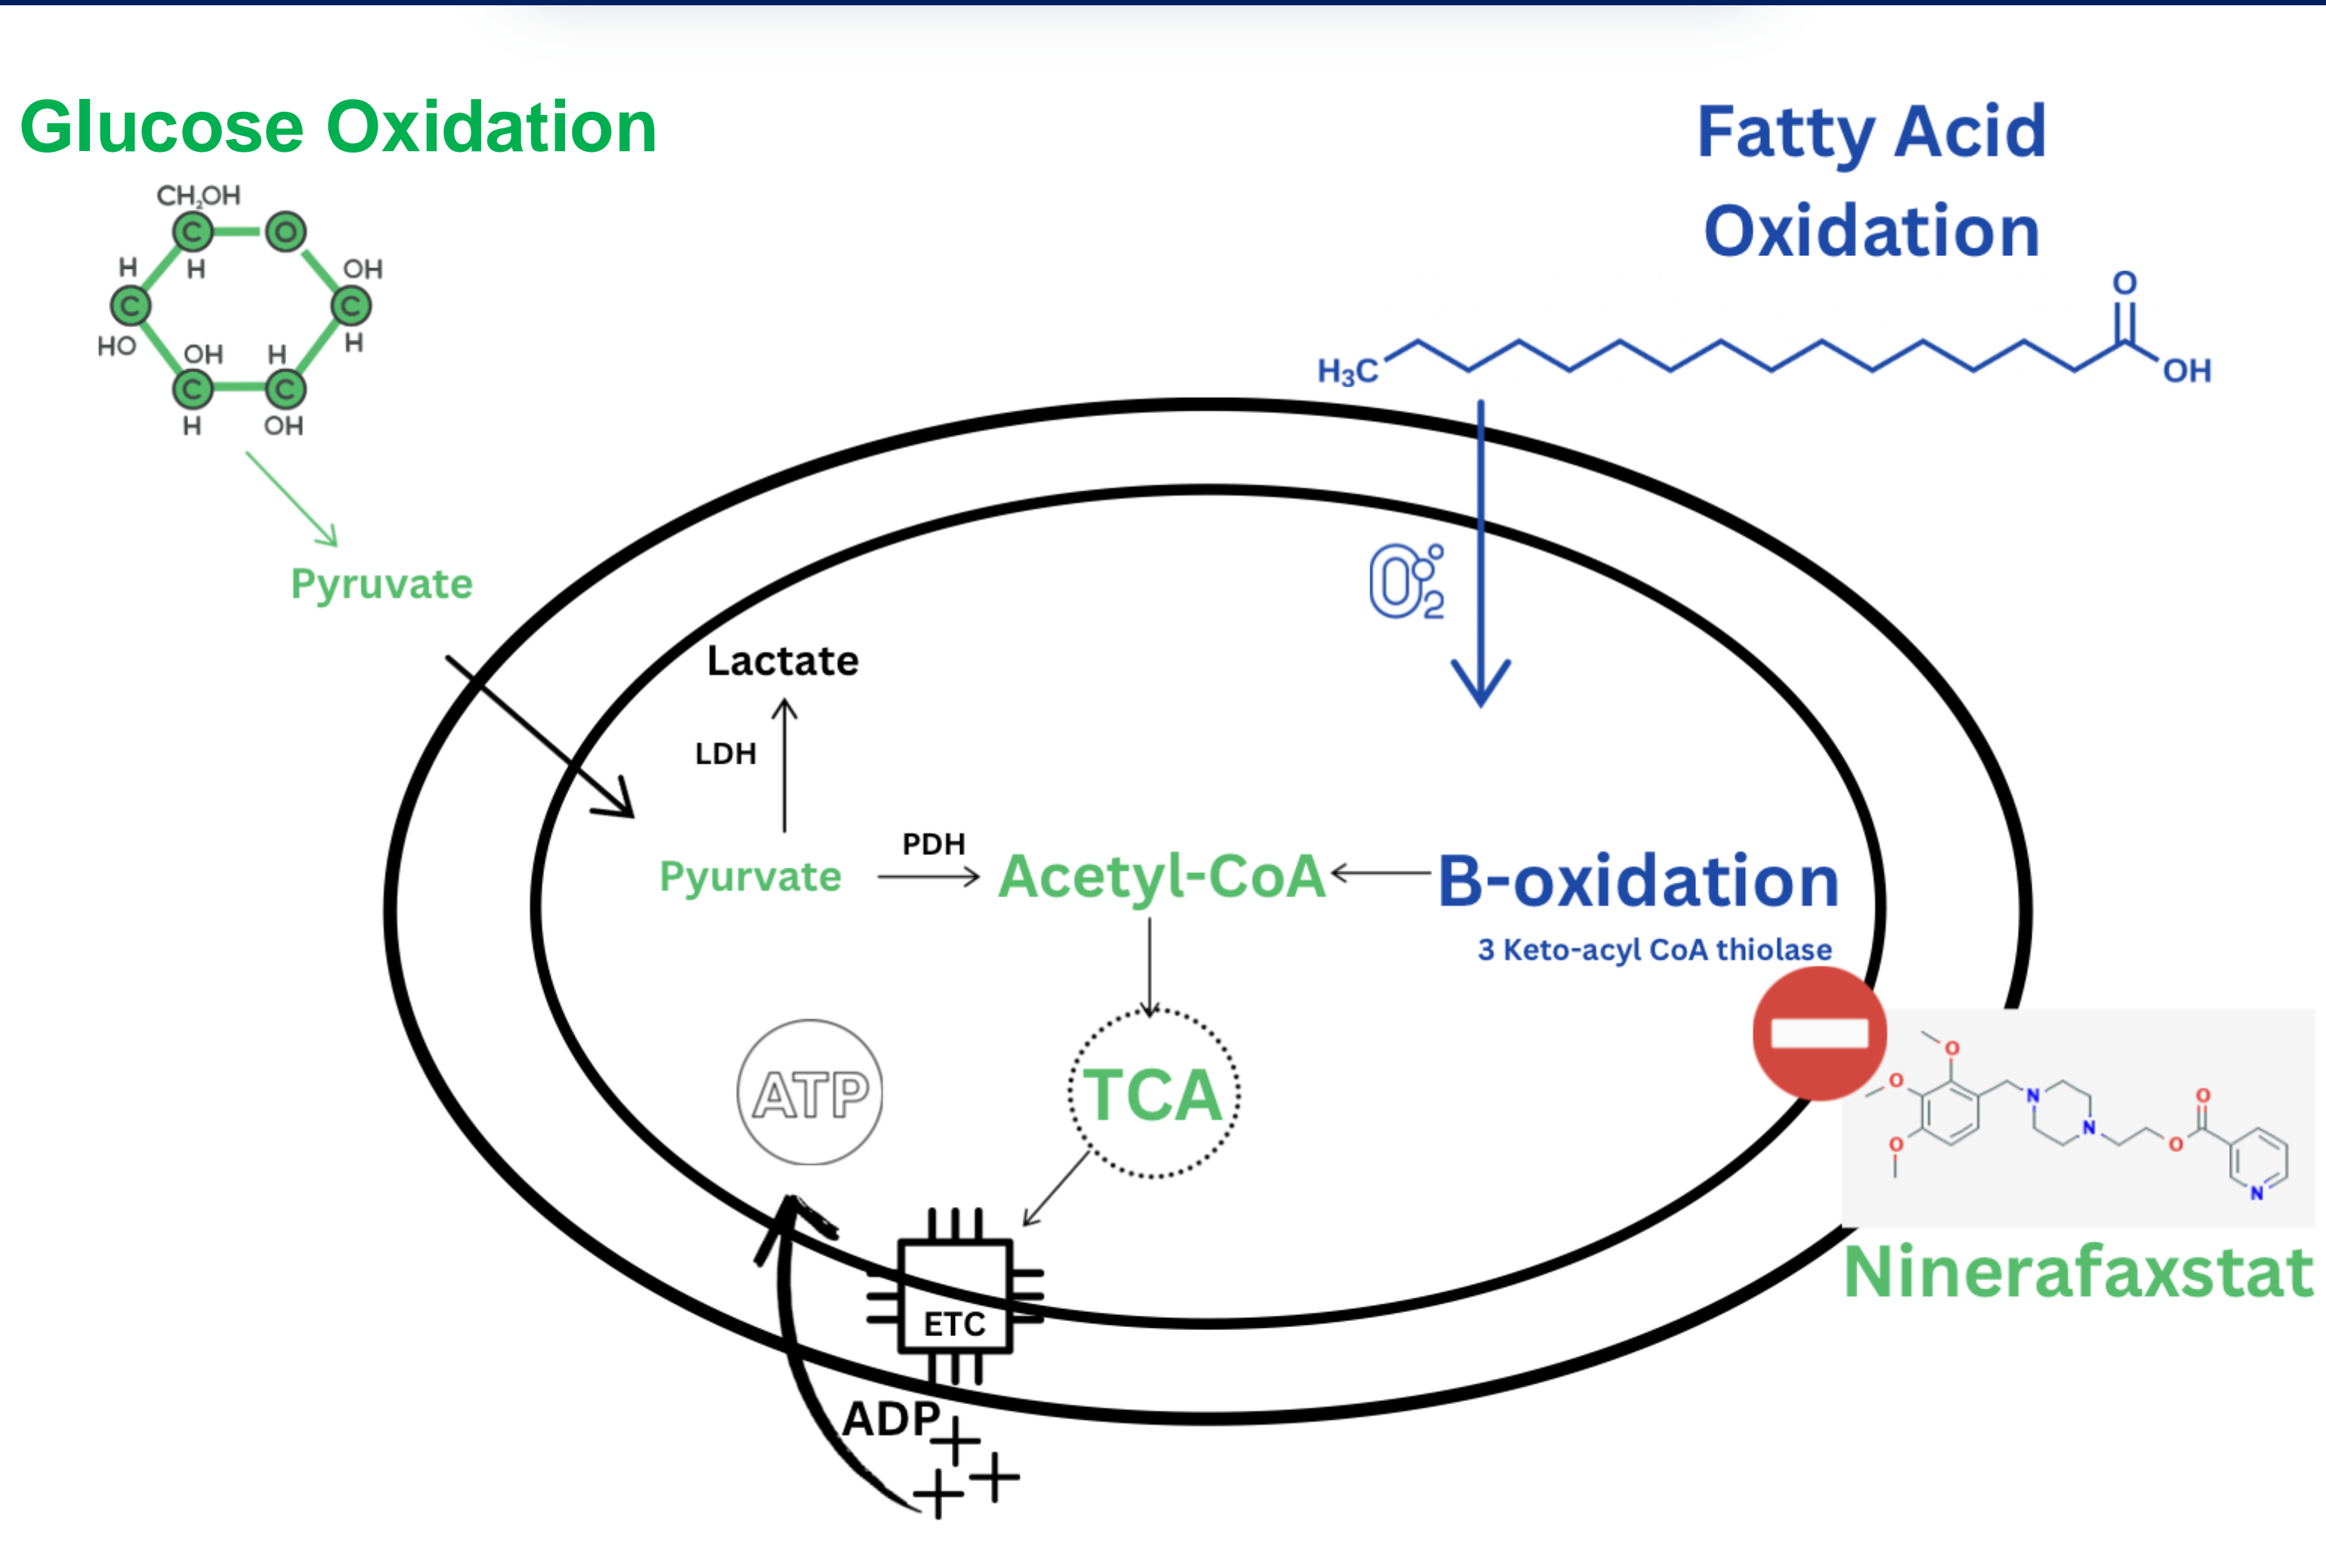 Glucose Oxidation
Fatty Acid
Oxidation
CH2OH
C
O
H
H
OH
C
C
HO
OH
H
H
C
C
H
OH
O
H3C
OH
Pyruvate
O2
Lactate
LDH
PDH
Pyurvate
Acetyl-CoA
B-oxidation
3 Keto-acyl CoA thiolase
ATP
TCA
O
O
N
O
N
O
O
N
ETC
Ninerafaxstat
ADP
+
+
+